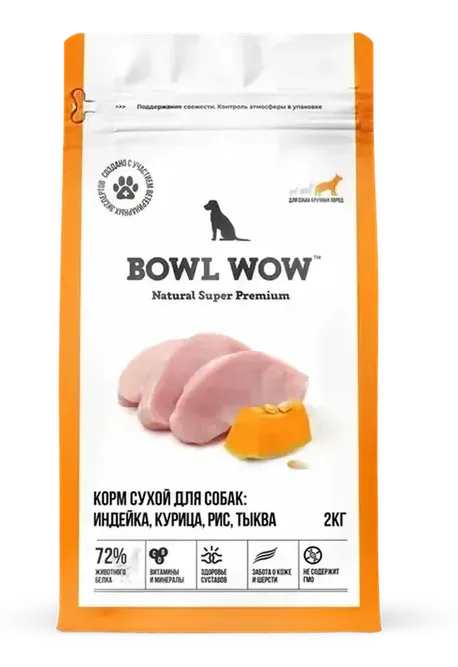 >>> Поддержание свежести. Контроль атмосферы в упаковке
СОЗДАНО С УЧАСТИЕМ ВЕТЕРИНАРНЫХ ЭКСПЕРТОВ
ДЛЯ СОБАК КРУПНЫХ ПОРОД
BOWL WOW™
Natural Super Premium
КОРМ СУХОЙ ДЛЯ СОБАК:
ИНДЕЙКА, КУРИЦА, РИС, ТЫКВА 2КГ
72%
ЖИВОТНОГО
БЕЛКА
ВИТАМИНЫ
И МИНЕРАЛЫ
ЗДОРОВЬЕ
СУСТАВОВ
ЗАБОТА О КОЖЕ
И ШЕРСТИ
НЕ СОДЕРЖИТ
ГМО